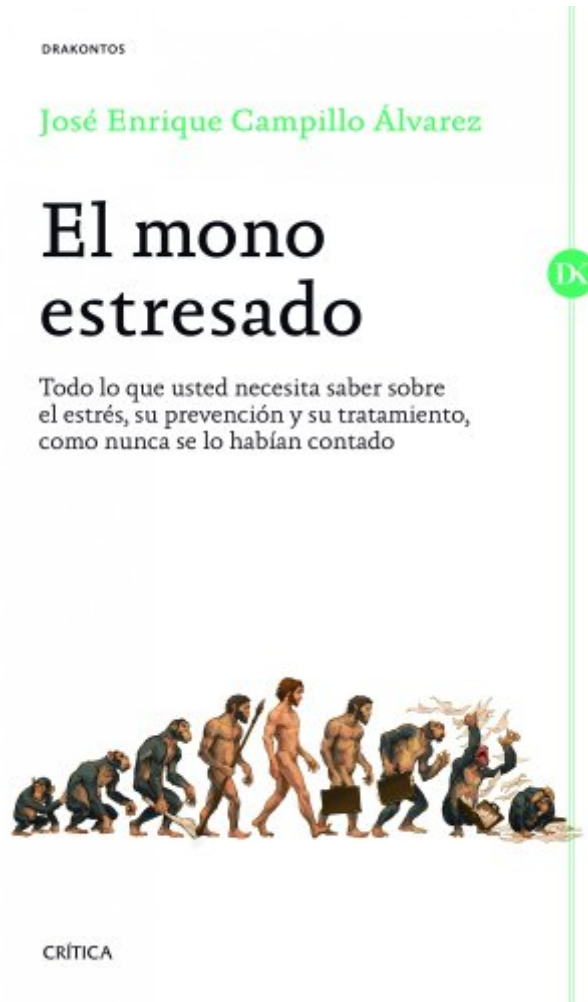 DRAKONTOS
José Enrique Campillo Álvarez
El mono
estresado
DK
Todo lo que usted necesita saber sobre
el estrés, su prevención y su tratamiento,
como nunca se lo habían contado
CRÍTICA